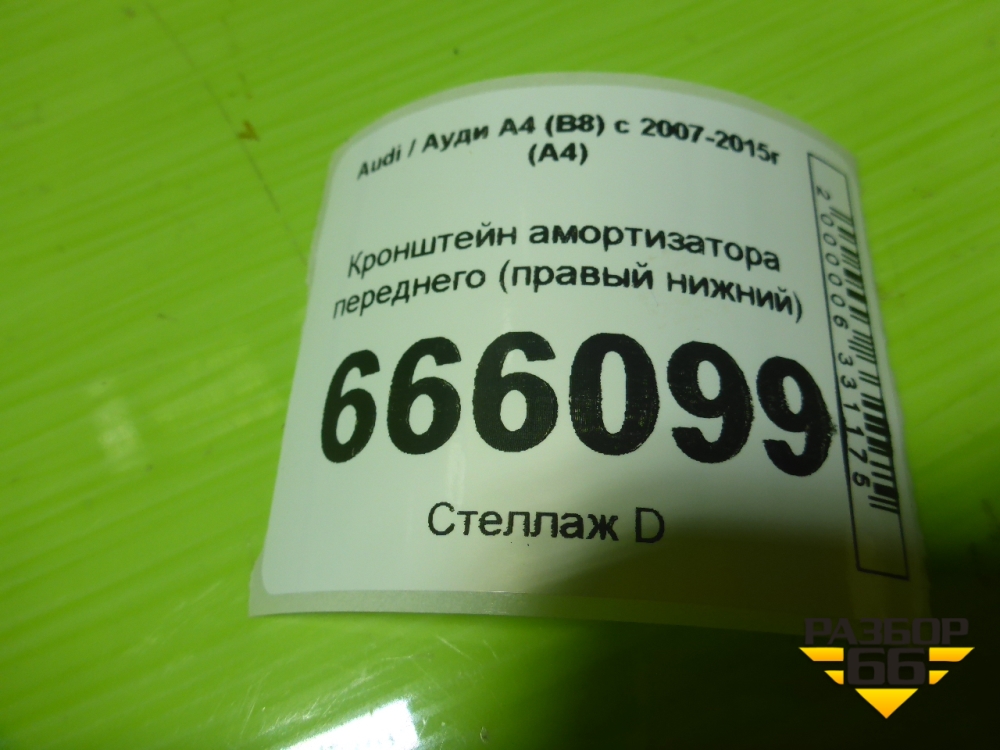 Audi / Ауди А4 (B8) с 2007-2015г
(А4)
Кронштейн амортизатора
переднего (правый нижний)
666099
Стеллаж D
2000006331175
РАЗБОР
66